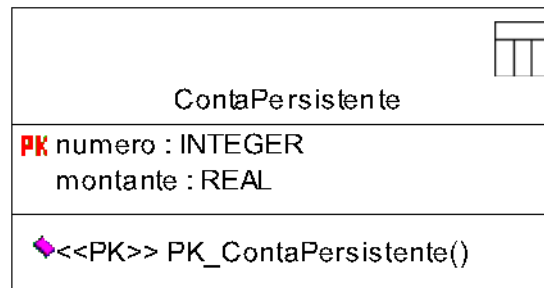 ContaPersistente
PK numero : INTEGER
montante : REAL
<<PK>> PK_ContaPersistente()